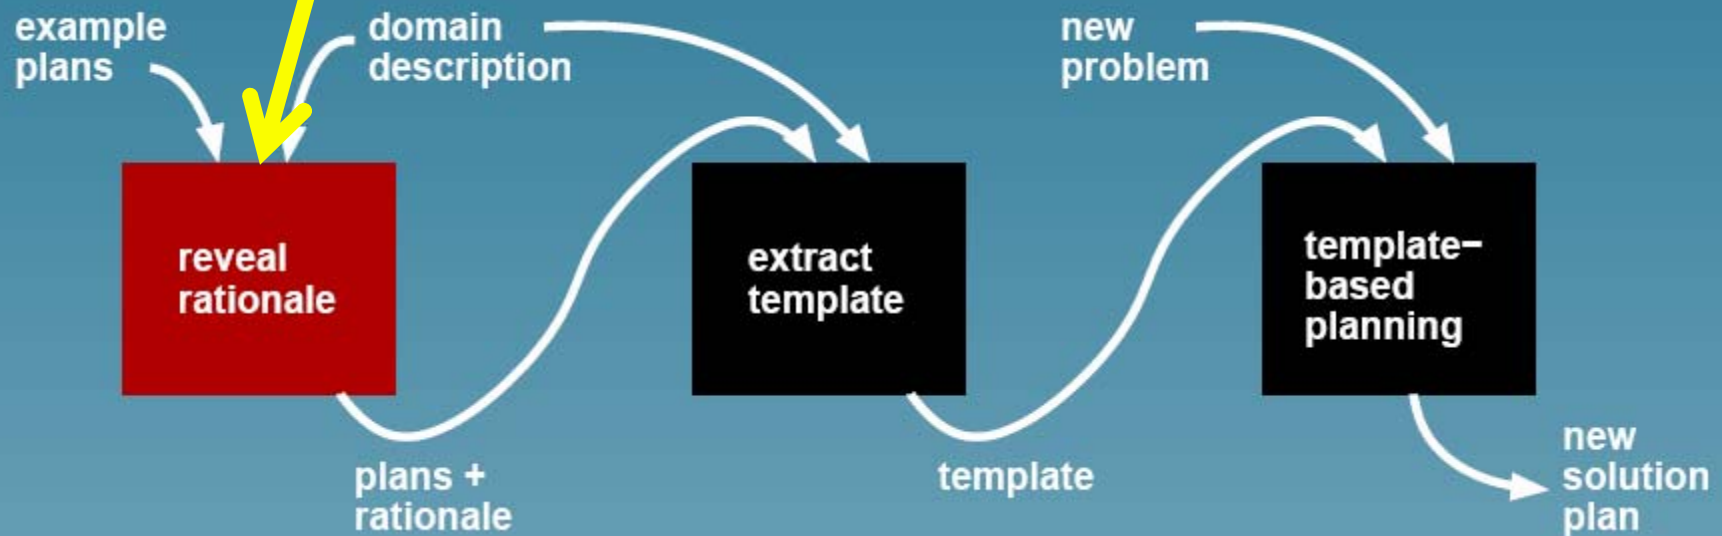 example
plans
domain
description
new
problem
reveal
rationale
extract
template
template-
based
planning
plans +
rationale
template
new
solution
plan